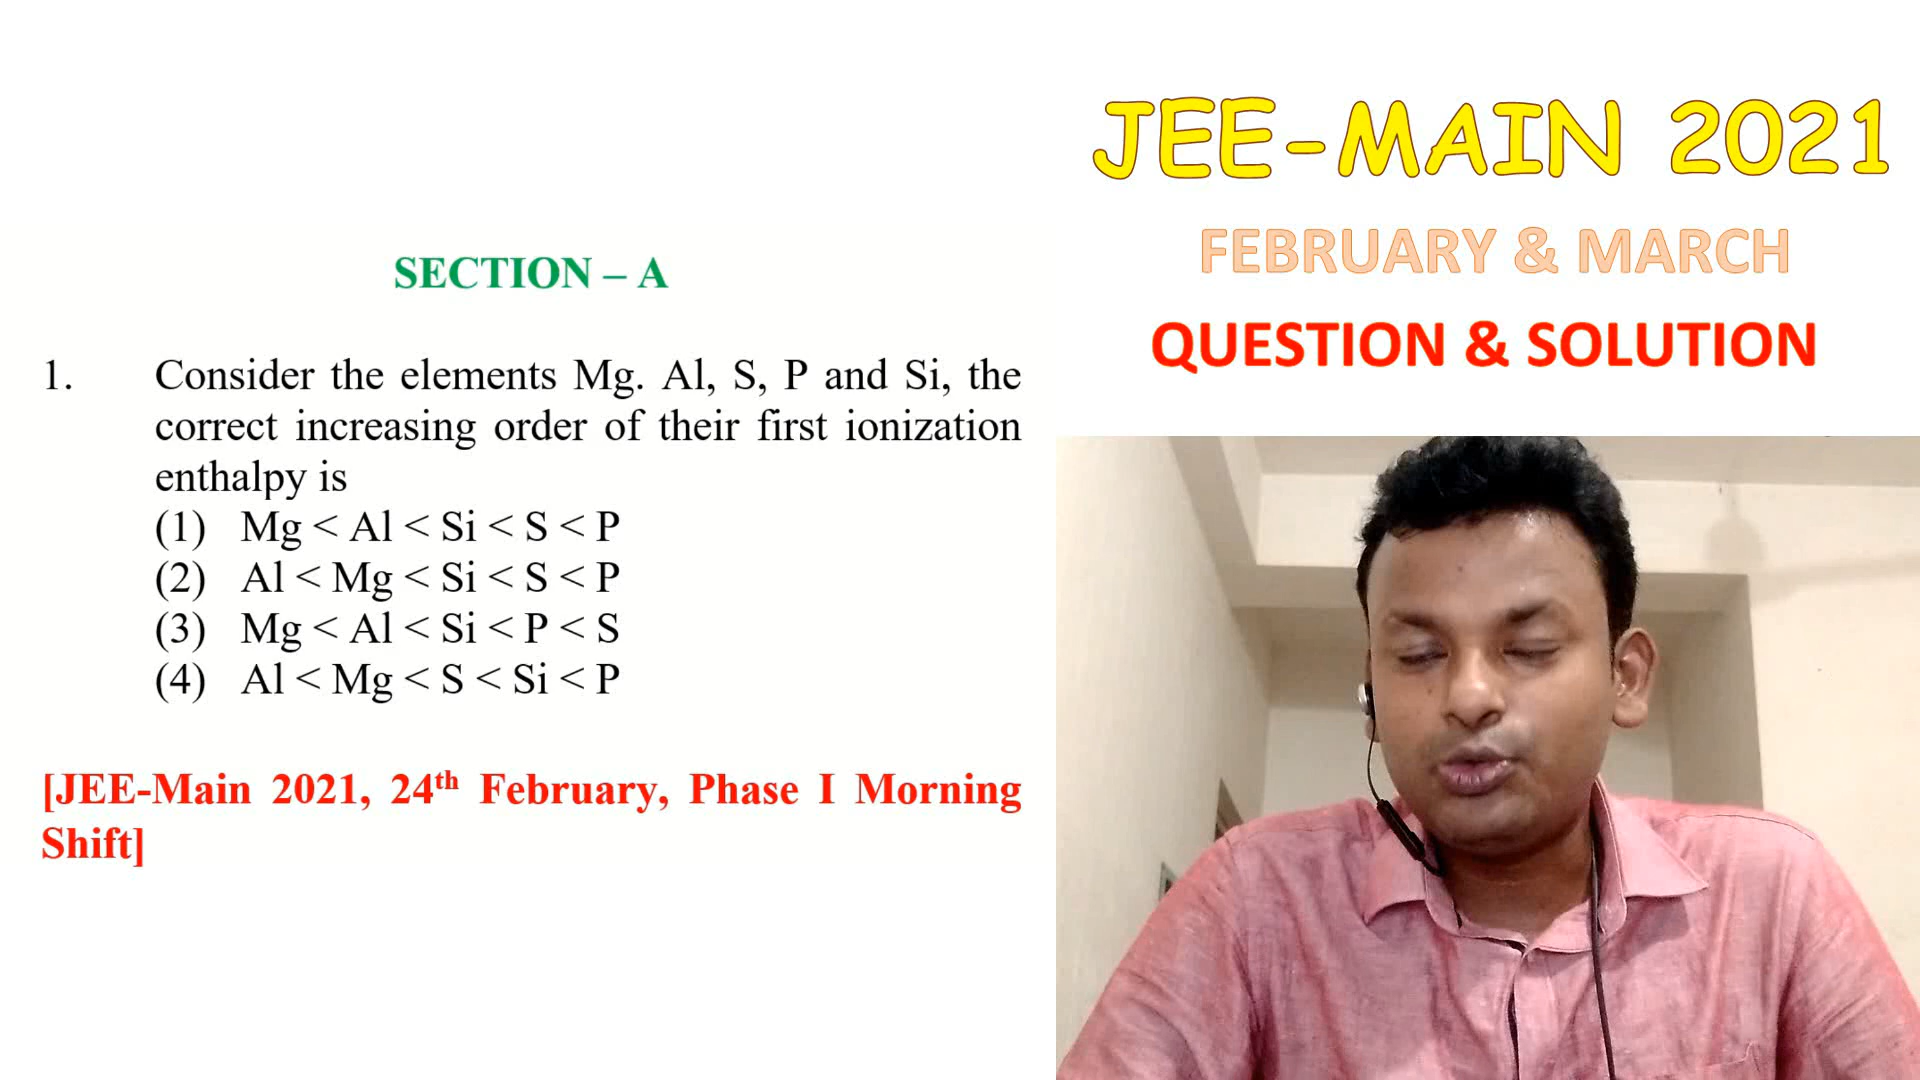 JEE-MAIN 2021
FEBRUARY & MARCH
QUESTION & SOLUTION
SECTION – A
1. Consider the elements Mg. Al, S, P and Si, the
correct increasing order of their first ionization
enthalpy is
(1) Mg < Al < Si < S < P
(2) Al < Mg < Si < S < P
(3) Mg < Al < Si < P < S
(4) Al < Mg < S < Si < P
[JEE-Main 2021, 24th February, Phase I Morning
Shift]